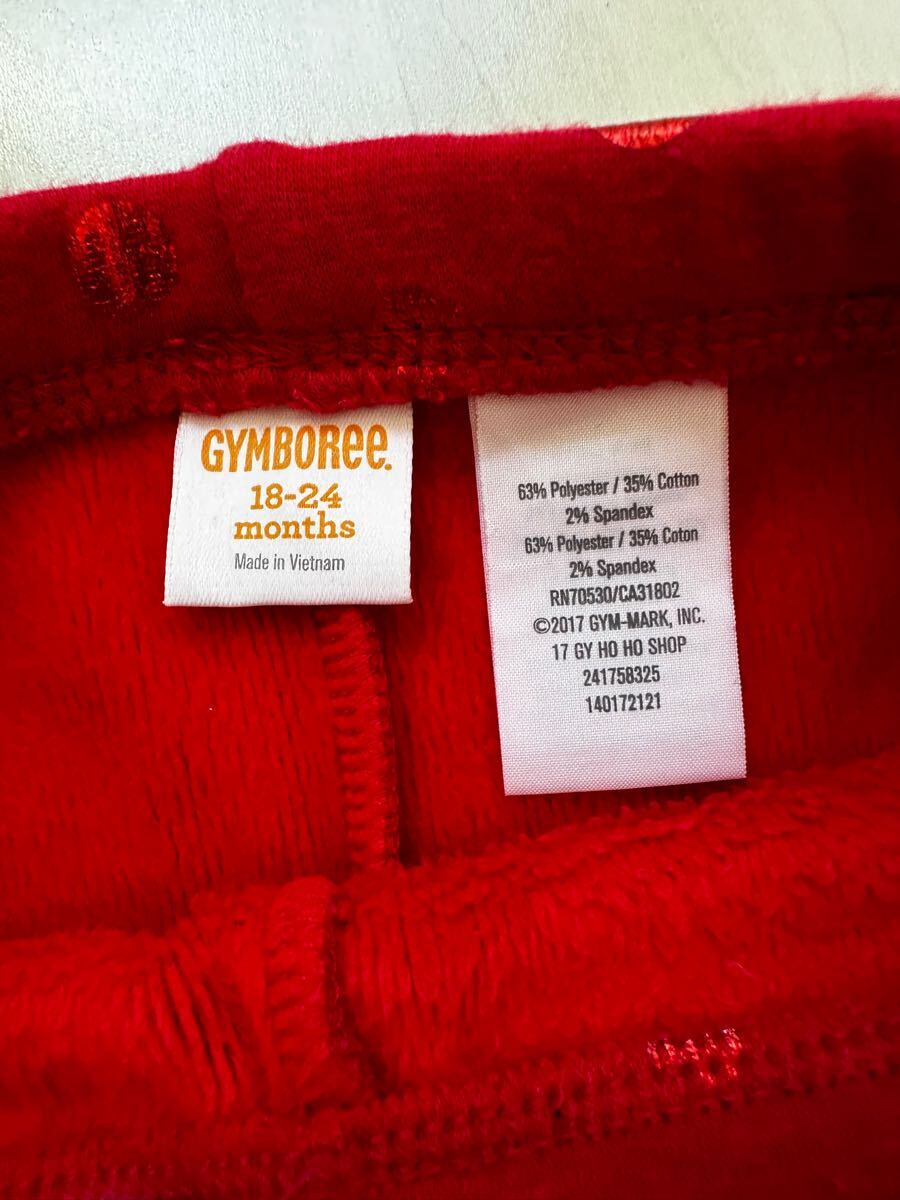 GYMBOREE.
18-24
months
Made in Vietnam
63% Polyester / 35% Cotton
2% Spandex
63% Polyester / 35% Coton
2% Spandex
RN70530/CA31802
©2017 GYM-MARK, INC.
17 GY HO HO SHOP
241758325
140172121